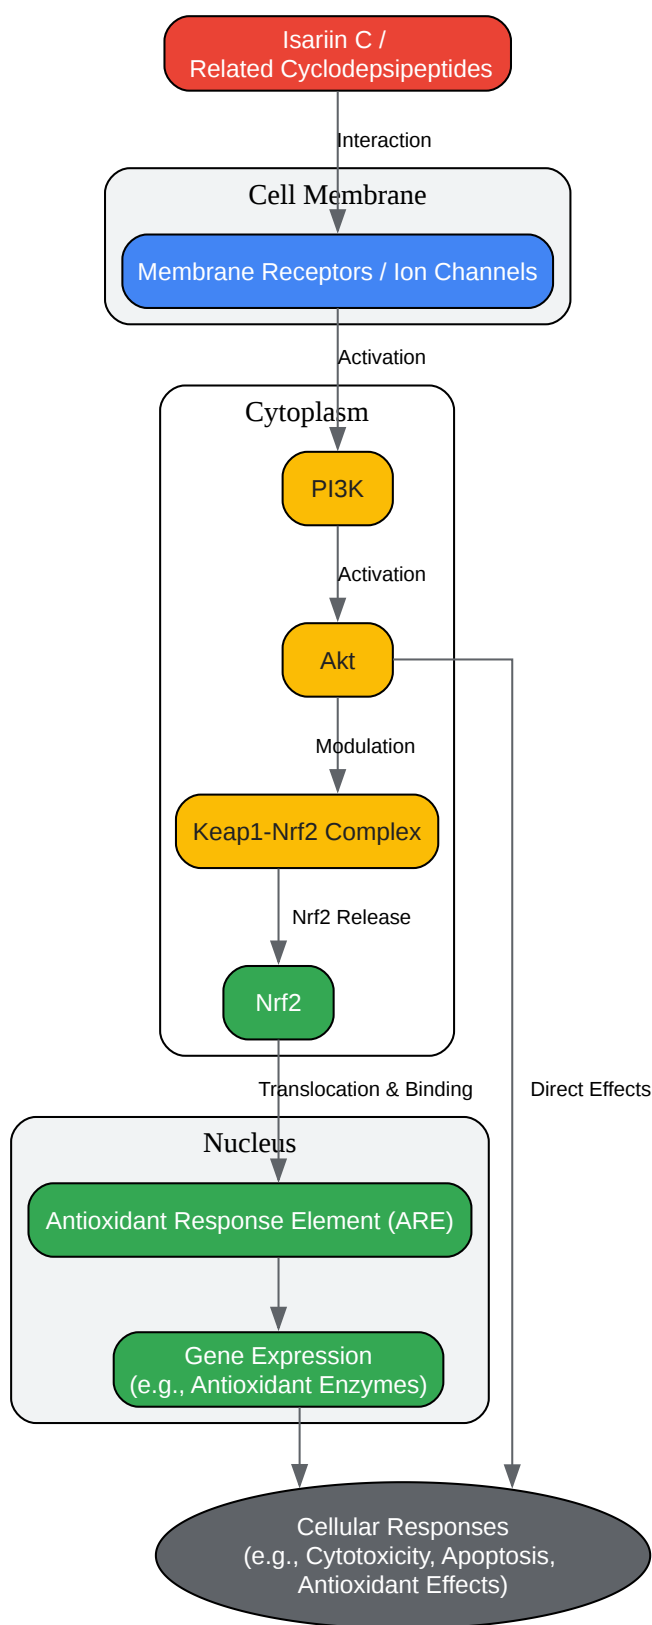 Isariin C /
Related Cyclodepsipeptides
Interaction
Cell Membrane
Membrane Receptors / Ion Channels
Activation
Cytoplasm
PI3K
Activation
Akt
Modulation
Keap1-Nrf2 Complex
Nrf2 Release
Nrf2
Translocation & Binding
Direct Effects
Nucleus
Antioxidant Response Element (ARE)
Gene Expression
(e.g., Antioxidant Enzymes)
Cellular Responses
(e.g., Cytotoxicity, Apoptosis,
Antioxidant Effects)